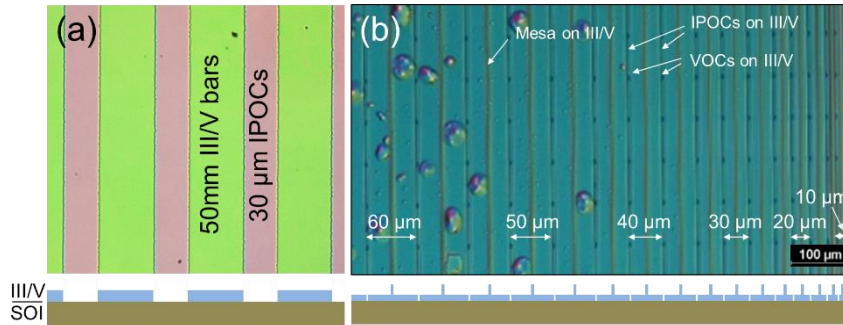 (a)
50mm III/V bars
30 µm IPOCs
III/V
SOI
(b)
Mesa on III/V
IPOCs on III/V
VOCs on III/V
60 µm
50 µm
40 µm
30 µm
20 µm
10 µm
100 µm